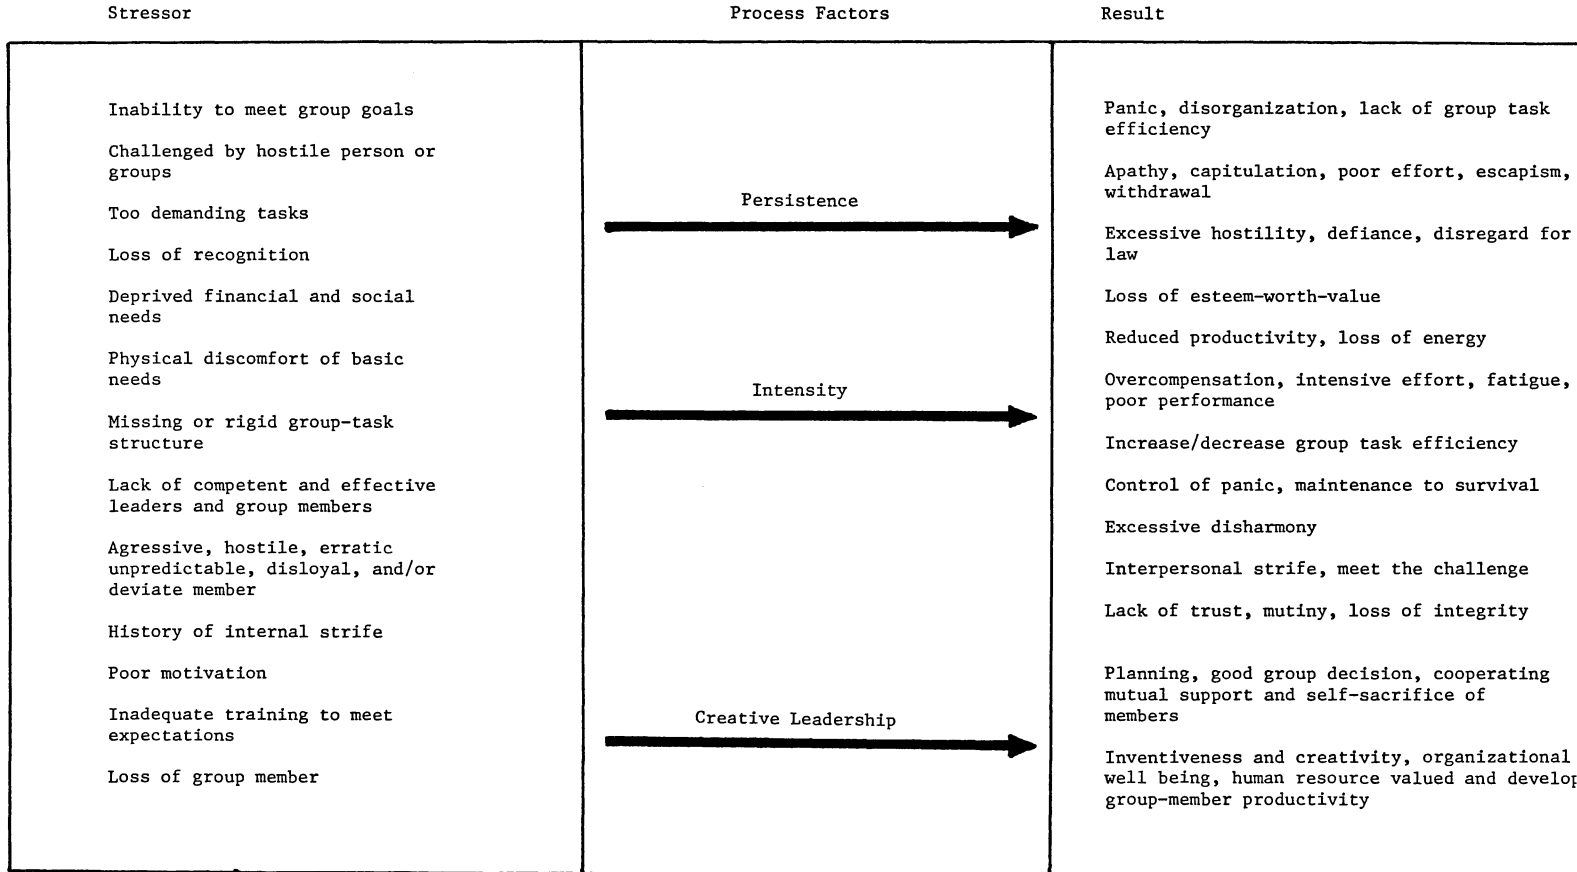 Stressor
Process Factors
Result
Inability to meet group goals
Challenged by hostile person or
groups
Too demanding tasks
Loss of recognition
Deprived financial and social
needs
Physical discomfort of basic
needs
Missing or rigid group-task
structure
Lack of competent and effective
leaders and group members
Agressive, hostile, erratic
unpredictable, disloyal, and/or
deviate member
History of internal strife
Poor motivation
Inadequate training to meet
expectations
Loss of group member
Persistence
Intensity
Creative Leadership
Panic, disorganization, lack of group task
efficiency
Apathy, capitulation, poor effort, escapism,
withdrawal
Excessive hostility, defiance, disregard for
law
Loss of esteem-worth-value
Reduced productivity, loss of energy
Overcompensation, intensive effort, fatigue,
poor performance
Increase/decrease group task efficiency
Control of panic, maintenance to survival
Excessive disharmony
Interpersonal strife, meet the challenge
Lack of trust, mutiny, loss of integrity
Planning, good group decision, cooperating
mutual support and self-sacrifice of
members
Inventiveness and creativity, organizational
well being, human resource valued and develop
group-member productivity